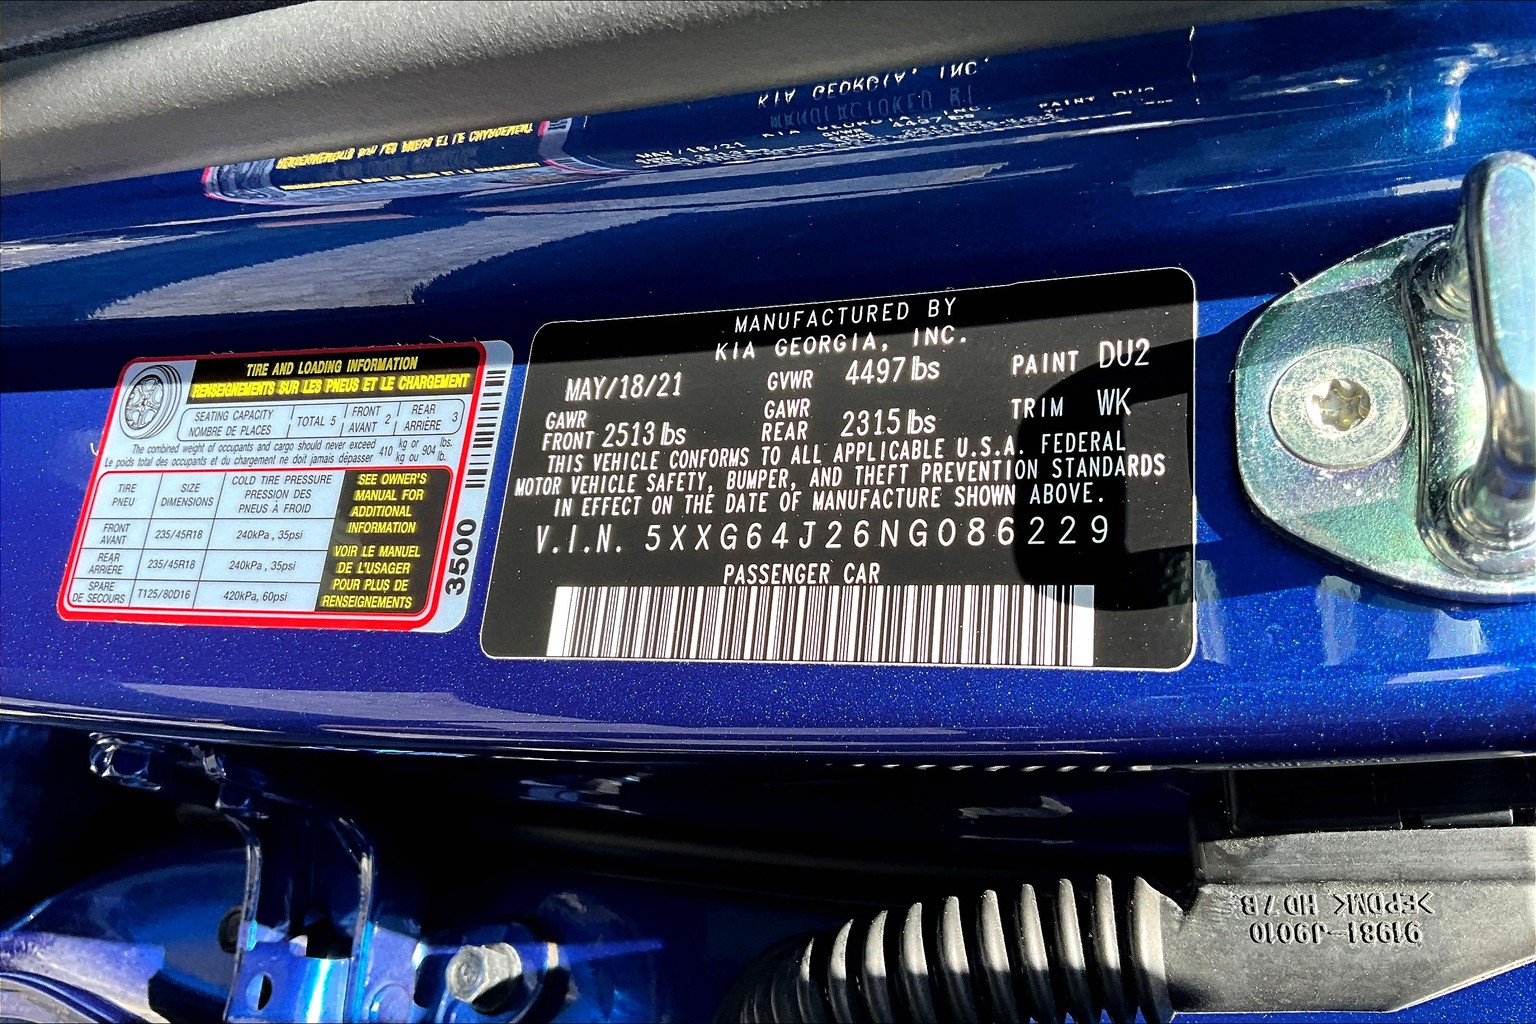 TIRE AND LOADING INFORMATION
RENSEIGNEMENTS SUR LES PNEUS ET LE CHARGEMENT
SEATING CAPACITY
NOMBRE DE PLACES
TOTAL 5
FRONT
AVANT 2
REAR
ARRIÈRE 3
The combined weight of occupants and cargo should never exceed 410 kg or 904 lbs.
Le poids total des occupants et du chargement ne doit jamais dépasser 410 kg ou 904 lb.
TIRE
PNEU
SIZE
DIMENSIONS
COLD TIRE PRESSURE
PRESSION DES
PNEUS À FROID
FRONT
AVANT
235/45R18
240kPa, 35psi
REAR
ARRIÈRE
235/45R18
240kPa, 35psi
SPARE
DE SECOURS
T125/80D16
420kPa, 60psi
SEE OWNER'S
MANUAL FOR
ADDITIONAL
INFORMATION
VOIR LE MANUEL
DE L'USAGER
POUR PLUS DE
RENSEIGNEMENTS
3500
MANUFACTURED BY
KIA GEORGIA, INC.
MAY/18/21
GVWR 4497 lbs
PAINT DU2
GAWR
FRONT 2513 lbs
GAWR
REAR 2315 lbs
TRIM WK
THIS VEHICLE CONFORMS TO ALL APPLICABLE U.S.A. FEDERAL
MOTOR VEHICLE SAFETY, BUMPER, AND THEFT PREVENTION STANDARDS
IN EFFECT ON THE DATE OF MANUFACTURE SHOWN ABOVE.
V.I.N. 5XXG64J26NG086229
PASSENGER CAR
91981-J9010
>EPDM< HD 7B